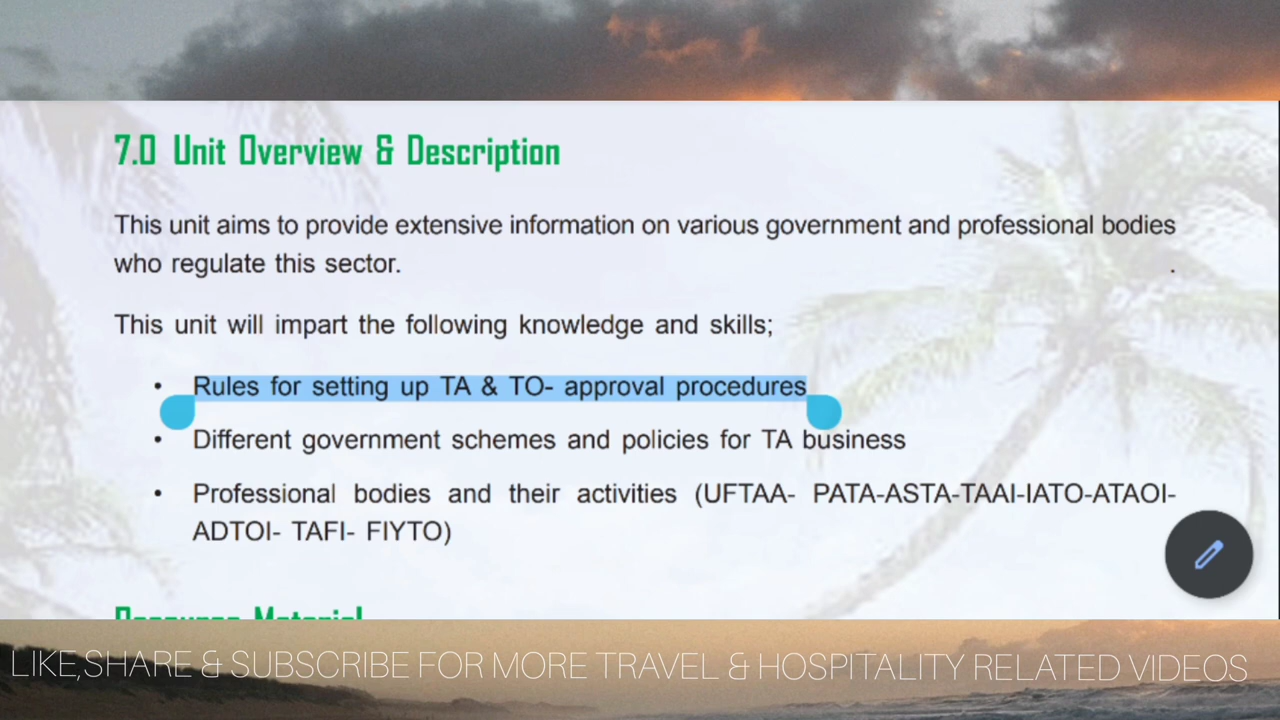 7.0 Unit Overview & Description
This unit aims to provide extensive information on various government and professional bodies
who regulate this sector. .
This unit will impart the following knowledge and skills;
• Rules for setting up TA & TO- approval procedures
• Different government schemes and policies for TA business
• Professional bodies and their activities (UFTAA- PATA-ASTA-TAAI-IATO-ATAOI-
ADTOI- TAFI- FIYTO)
Resource Material
LIKE,SHARE & SUBSCRIBE FOR MORE TRAVEL & HOSPITALITY RELATED VIDEOS